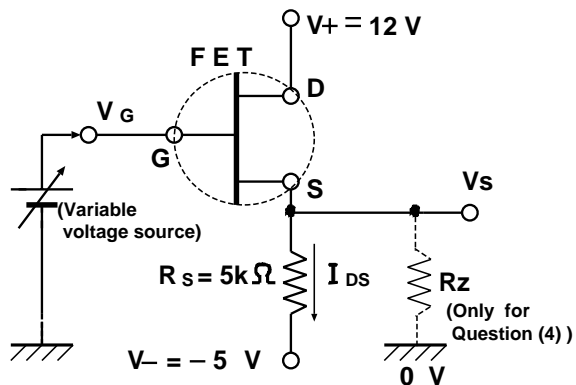 V+ = 12 V
F E T
D
V G
G
S
Vs
(Variable
voltage source)
R S = 5k Ω
I DS
Rz
(Only for
Question (4) )
V− = − 5 V
0 V